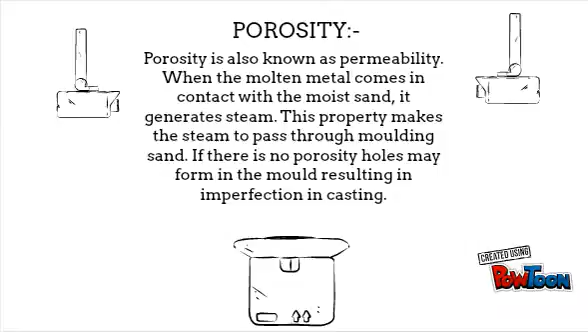 POROSITY:-
Porosity is also known as permeability.
When the molten metal comes in
contact with the moist sand, it
generates steam. This property makes
the steam to pass through moulding
sand. If there is no porosity holes may
form in the mould resulting in
imperfection in casting.
CREATED USING
POWTOON